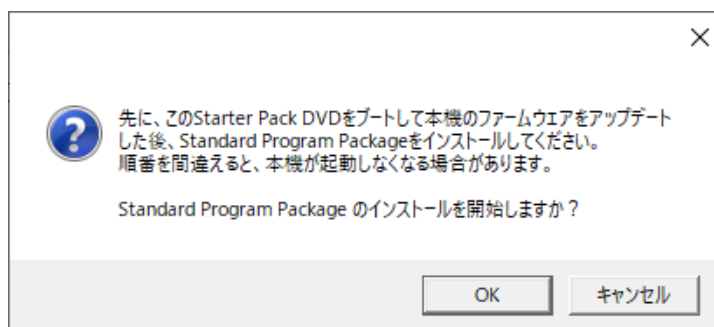 先に、このStarter Pack DVDをブートして本機のファームウエアをアップデート
した後、Standard Program Packageをインストールしてください。
順番を間違えると、本機が起動しなくなる場合があります。
Standard Program Package のインストールを開始しますか？
OK
キャンセル